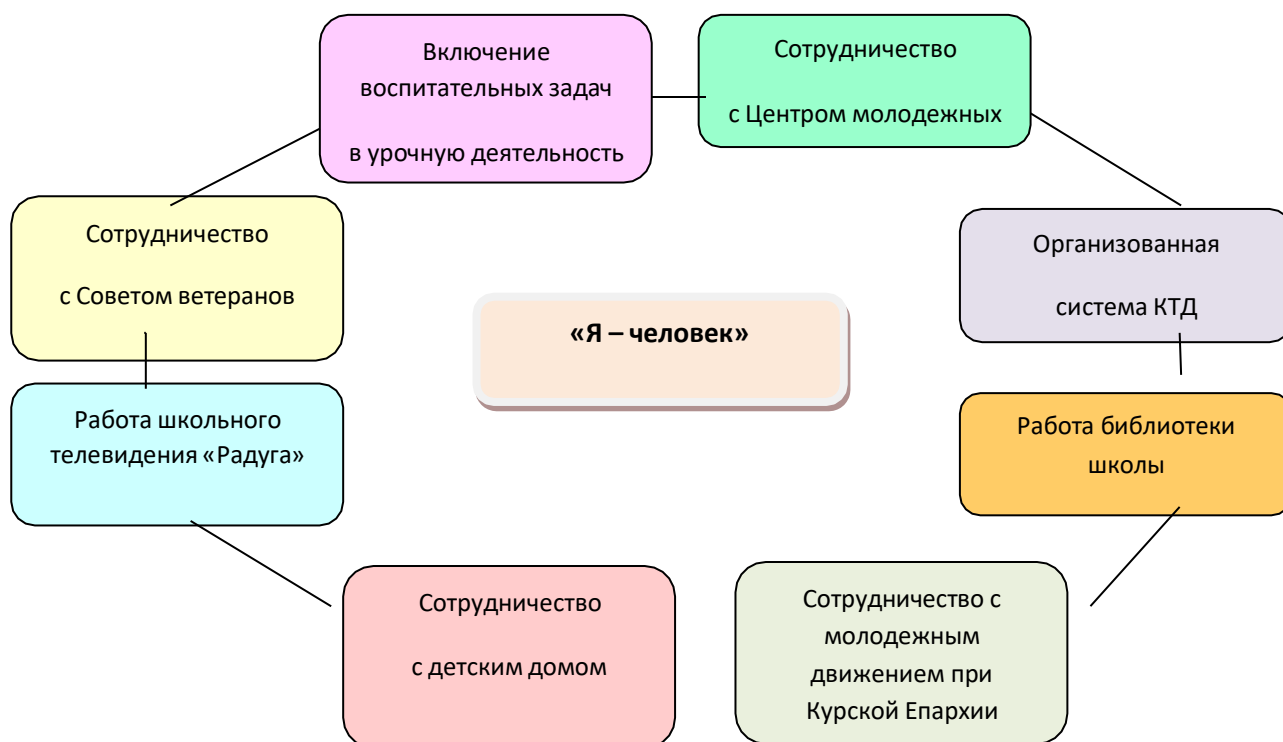 Включение
воспитательных задач
в урочную деятельность
Сотрудничество
с Центром молодежных
Сотрудничество
с Советом ветеранов
Организованная
система КТД
«Я – человек»
Работа школьного
телевидения «Радуга»
Работа библиотеки
школы
Сотрудничество
с детским домом
Сотрудничество с
молодежным
движением при
Курской Епархии